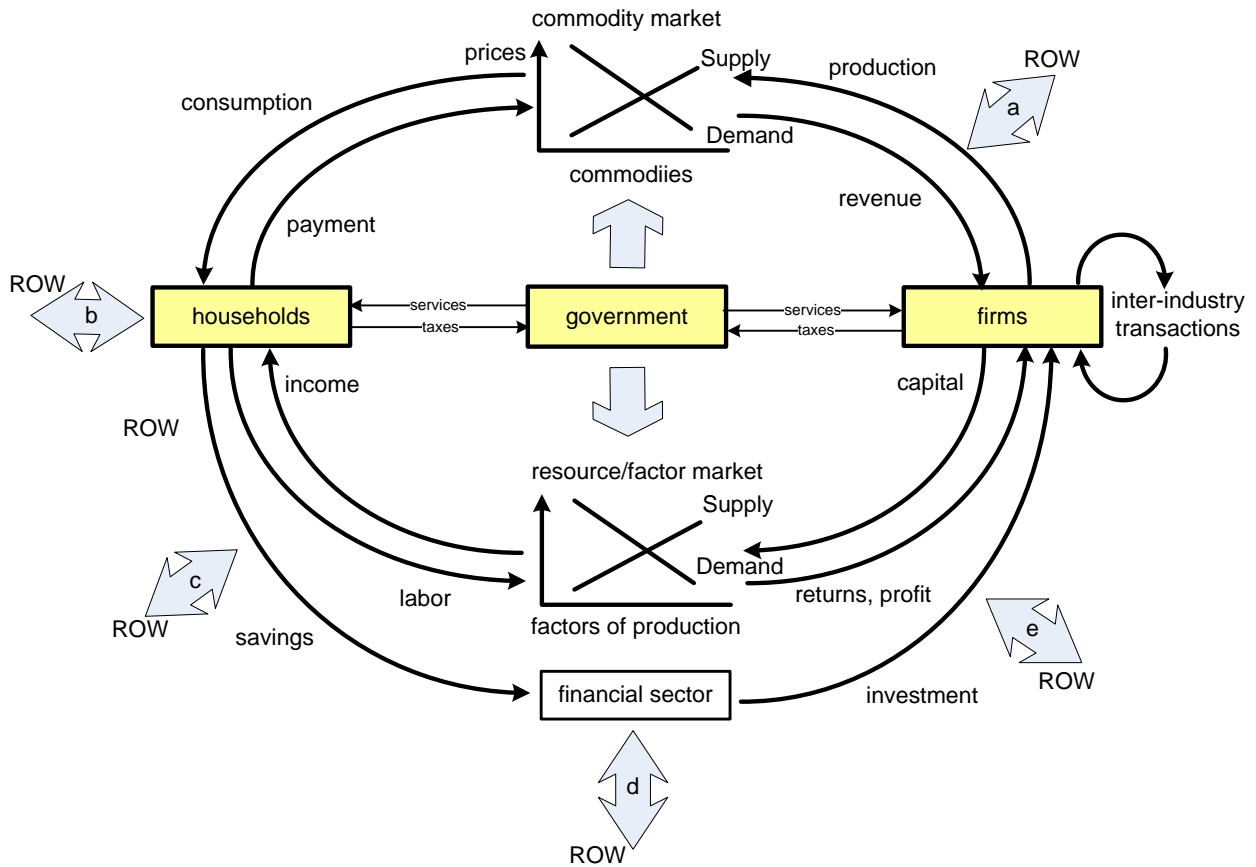 commodity market
prices
Supply
production
ROW
consumption
a
Demand
commodiies
revenue
payment
ROW
b
households
services
taxes
government
services
taxes
firms
inter-industry
transactions
income
capital
ROW
resource/factor market
Supply
Demand
c
labor
returns, profit
ROW
savings
factors of production
e
ROW
financial sector
investment
d
ROW